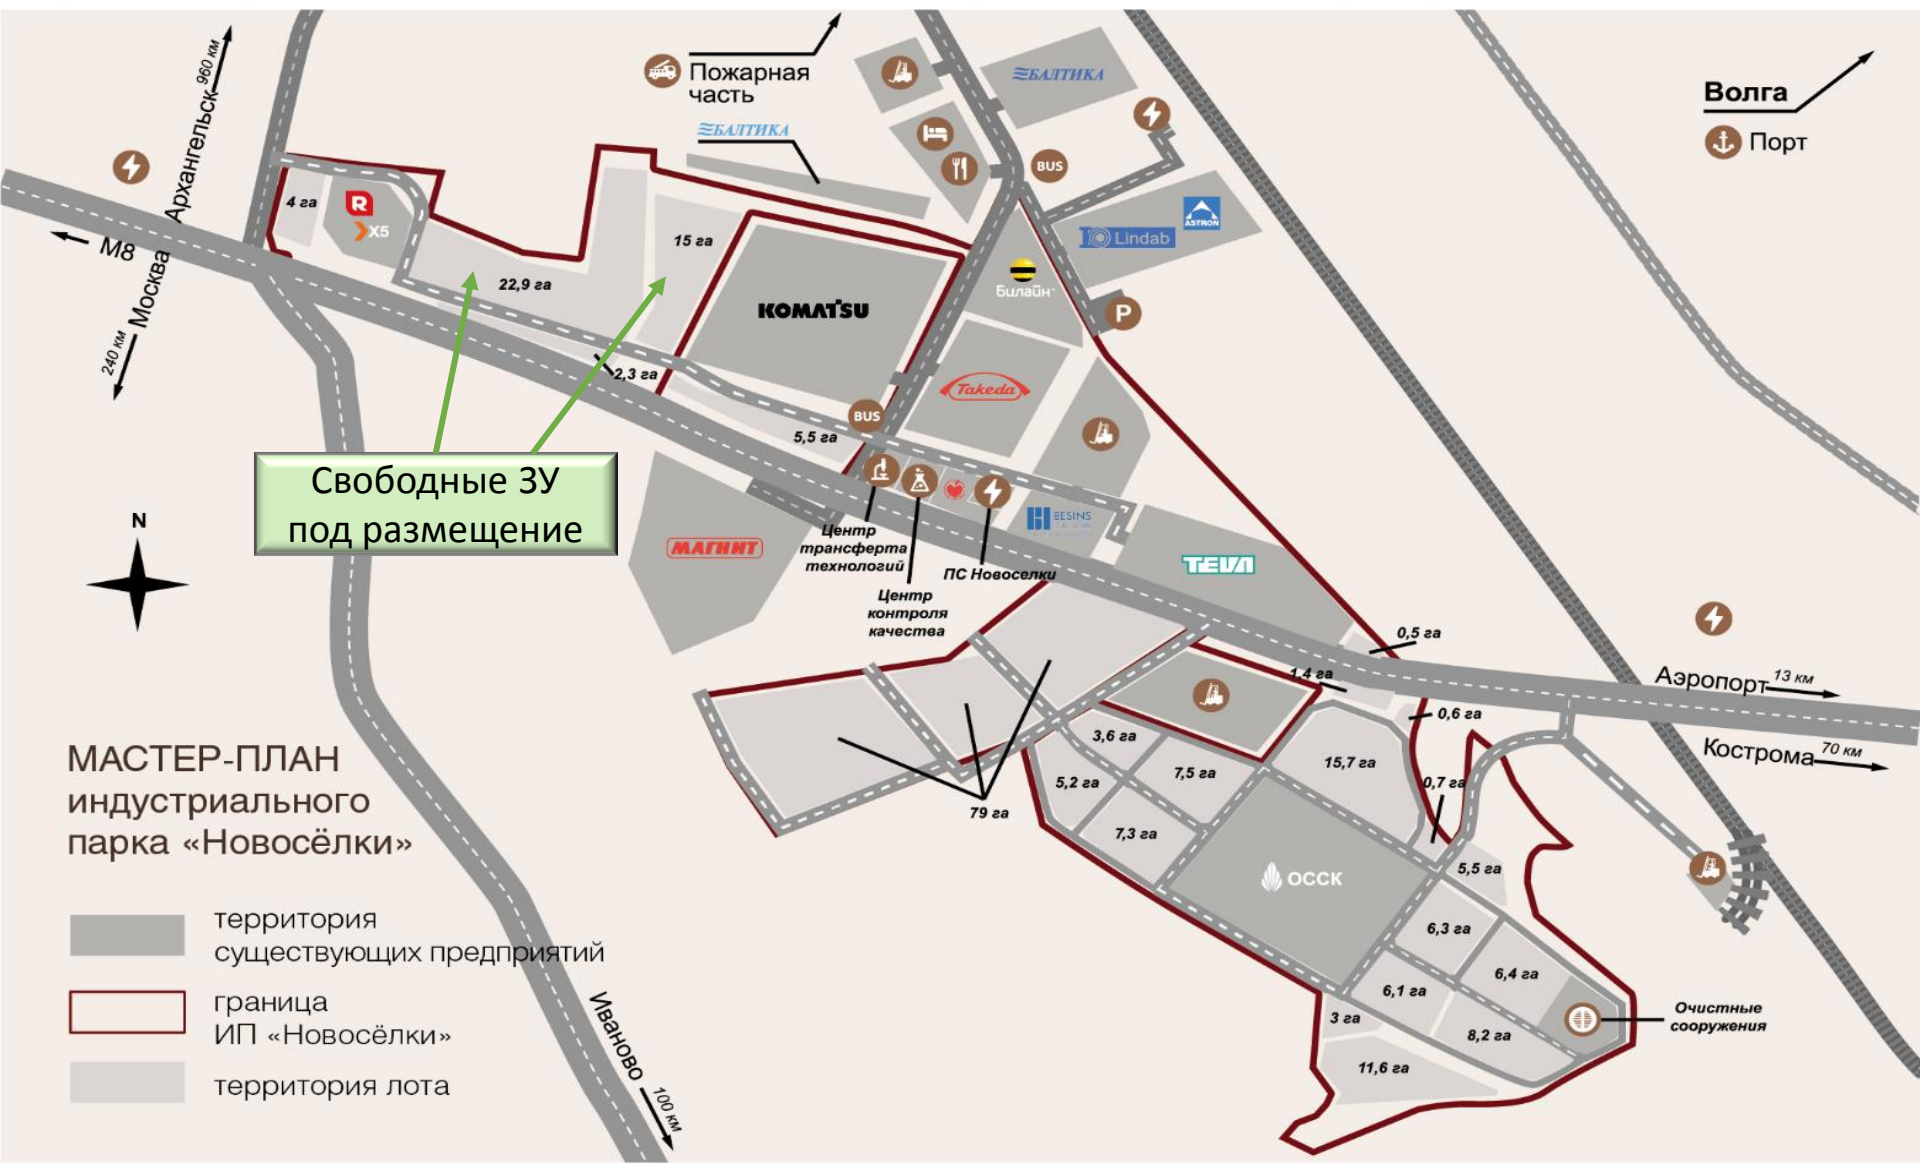 960 км
Архангельск
М8
Москва
240 км
Пожарная
часть
БАЛТИКА
БАЛТИКА
BUS
Волга
Порт
4 га
R
X5
15 га
22,9 га
2,3 га
KOMATSU
Lindab
ASTRON
Билайн
P
Takeda
BUS
5,5 га
Свободные ЗУ
под размещение
N
МАГНИТ
Центр
трансферта
технологий
Центр
контроля
качества
ПС Новоселки
BESINS
TEVA
0,5 га
1,4 га
Аэропорт 13 км
0,6 га
Кострома 70 км
3,6 га
5,2 га
7,5 га
15,7 га
0,7 га
79 га
7,3 га
ОССК
5,5 га
6,3 га
6,4 га
6,1 га
3 га
8,2 га
11,6 га
Очистные
сооружения
МАСТЕР-ПЛАН
индустриального
парка «Новосёлки»
территория
существующих предприятий
граница
ИП «Новосёлки»
территория лота
Иваново
100 км